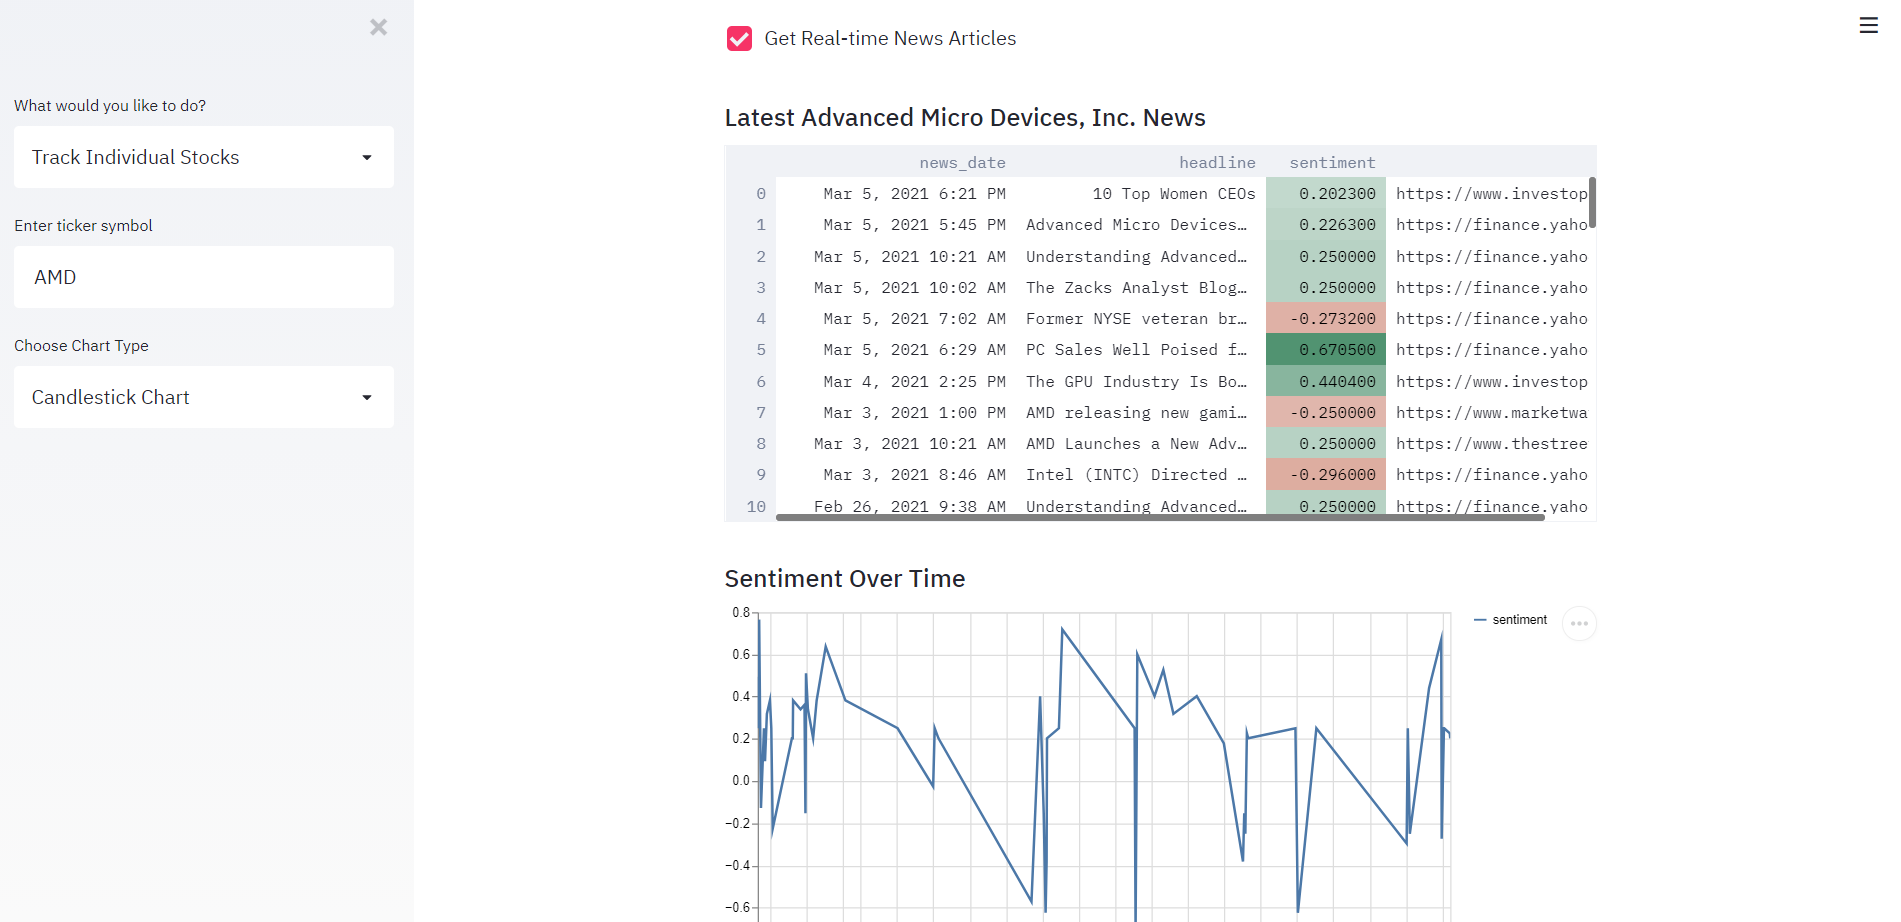 What would you like to do?
Track Individual Stocks
Enter ticker symbol
AMD
Choose Chart Type
Candlestick Chart
Get Real-time News Articles
Latest Advanced Micro Devices, Inc. News
news_date headline sentiment
0 Mar 5, 2021 6:21 PM 10 Top Women CEOs 0.202300 https://www.investop
1 Mar 5, 2021 5:45 PM Advanced Micro Devices… 0.226300 https://finance.yaho
2 Mar 5, 2021 10:21 AM Understanding Advanced… 0.250000 https://finance.yaho
3 Mar 5, 2021 10:02 AM The Zacks Analyst Blog… 0.250000 https://finance.yaho
4 Mar 5, 2021 7:02 AM Former NYSE veteran br… -0.273200 https://finance.yaho
5 Mar 5, 2021 6:29 AM PC Sales Well Poised f… 0.670500 https://finance.yaho
6 Mar 4, 2021 2:25 PM The GPU Industry Is Bo… 0.440400 https://www.investop
7 Mar 3, 2021 1:00 PM AMD releasing new gami… -0.250000 https://www.marketwa
8 Mar 3, 2021 10:21 AM AMD Launches a New Adv… 0.250000 https://www.thestree
9 Mar 3, 2021 8:46 AM Intel (INTC) Directed … -0.296000 https://finance.yaho
10 Feb 26, 2021 9:38 AM Understanding Advanced… 0.250000 https://finance.yaho
Sentiment Over Time
0.8
0.6
0.4
0.2
0.0
−0.2
−0.4
−0.6
sentiment